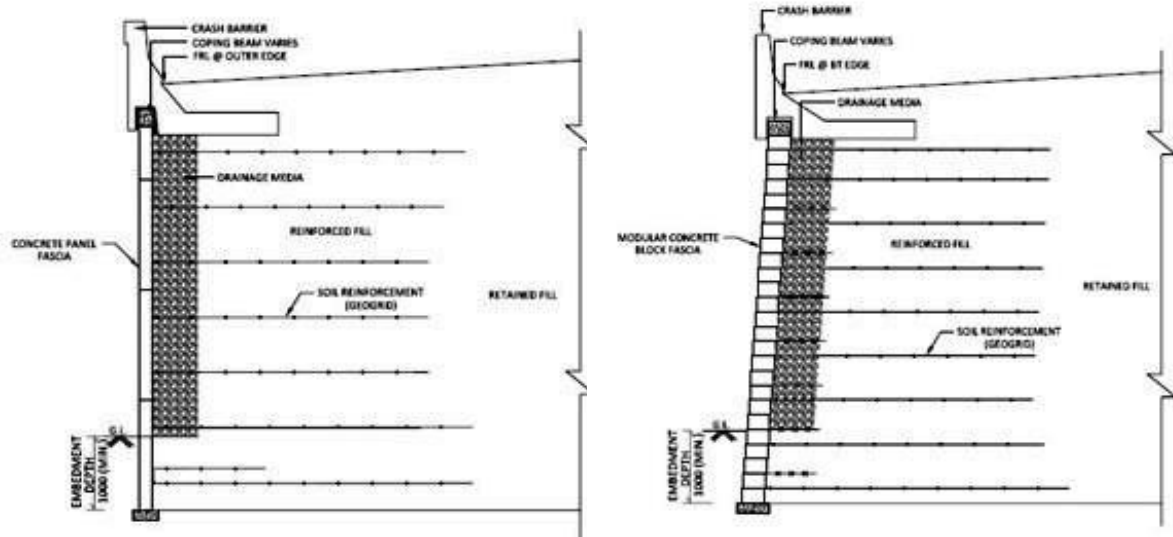 CRASH BARRIER
COPING BEAM VARIES
FRL @ OUTER EDGE
DRAINAGE MEDIA
CONCRETE PANEL
FASCIA
REINFORCED FILL
SOIL REINFORCEMENT
(GEOGRID)
RETAINED FILL
G.L
EMBEDMENT
DEPTH
1000 (MIN.)
CRASH BARRIER
COPING BEAM VARIES
FRL @ BT EDGE
DRAINAGE MEDIA
MODULAR CONCRETE
BLOCK FASCIA
REINFORCED FILL
RETAINED FILL
SOIL REINFORCEMENT
(GEOGRID)
G.L
EMBEDMENT
DEPTH
1000 (MIN.)